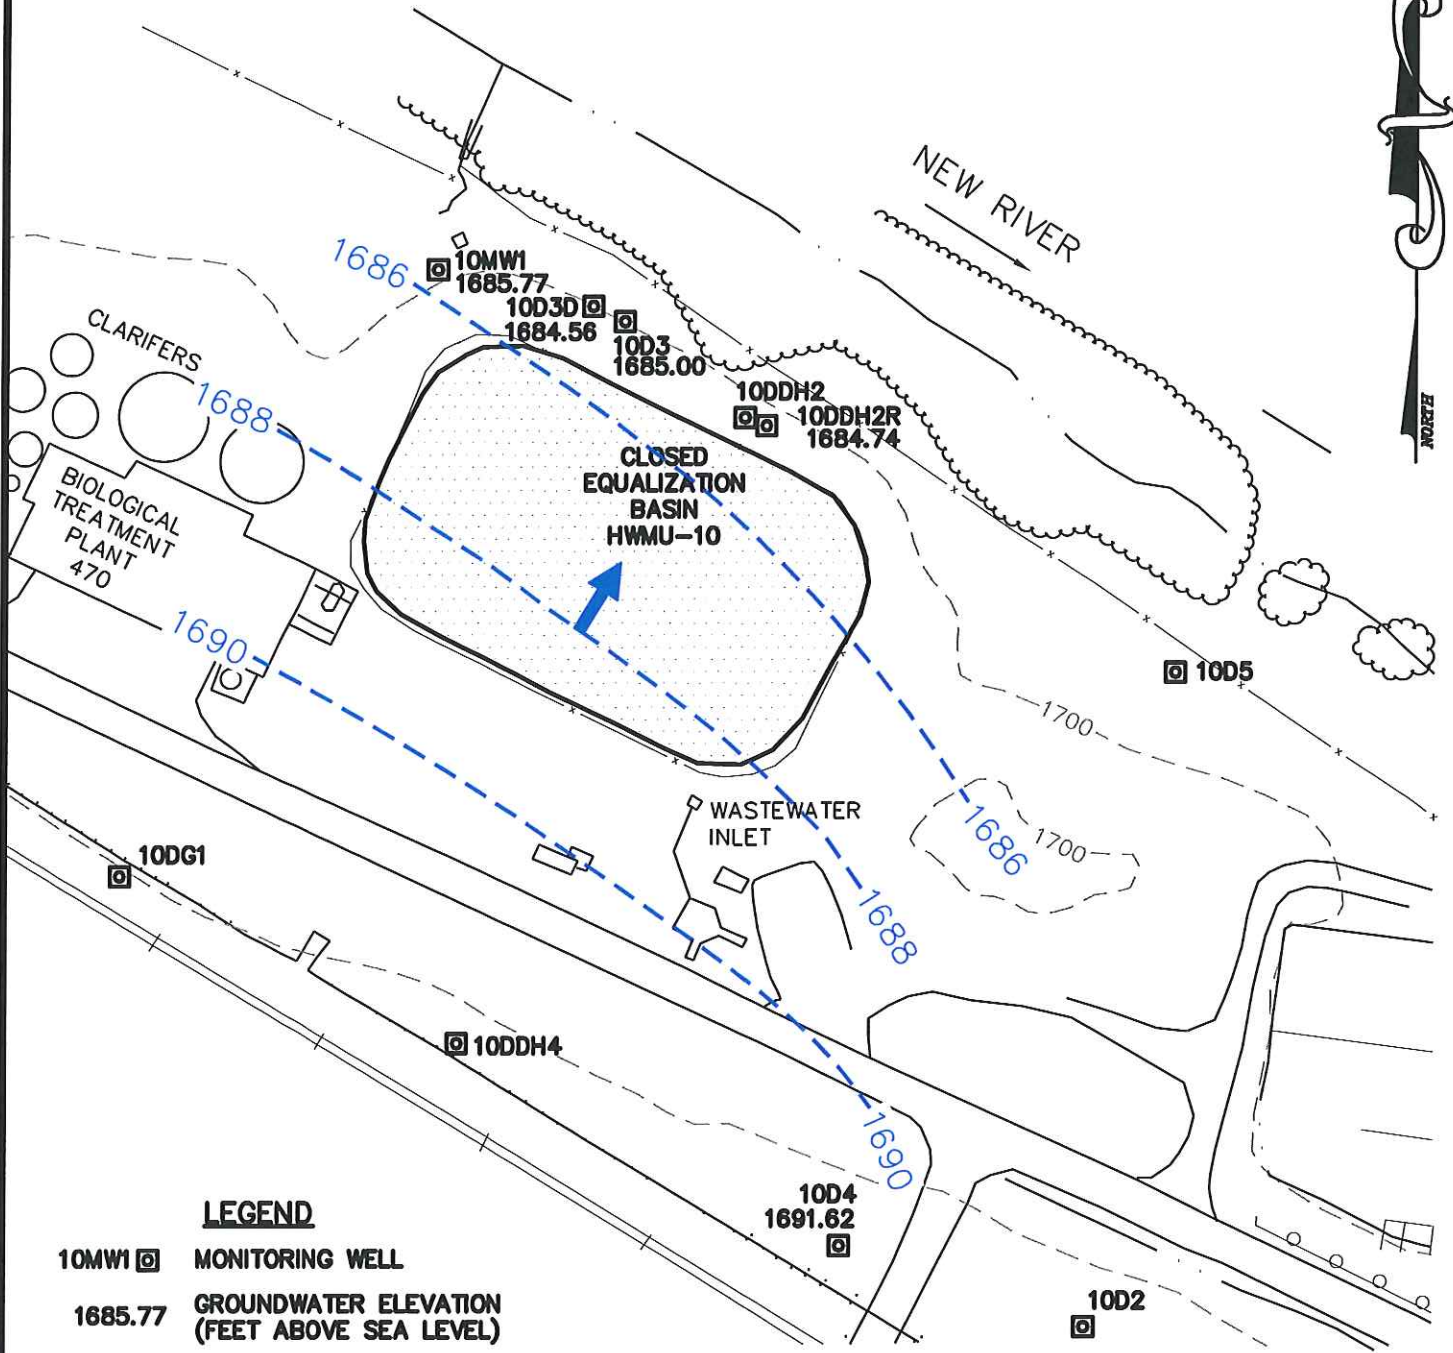 NEW RIVER
NORTH
1686
10MW1
1685.77
10D3D
1684.56
10D3
1685.00
CLARIFERS
1688
10DDH2
10DDH2R
1684.74
CLOSED
EQUALIZATION
BASIN
HWMU-10
BIOLOGICAL
TREATMENT
PLANT
470
1690
10D5
1700
WASTEWATER
INLET
1686
1700
10DG1
1688
10DDH4
1690
10D4
1691.62
10D2
LEGEND
10MW1 MONITORING WELL
1685.77 GROUNDWATER ELEVATION
(FEET ABOVE SEA LEVEL)